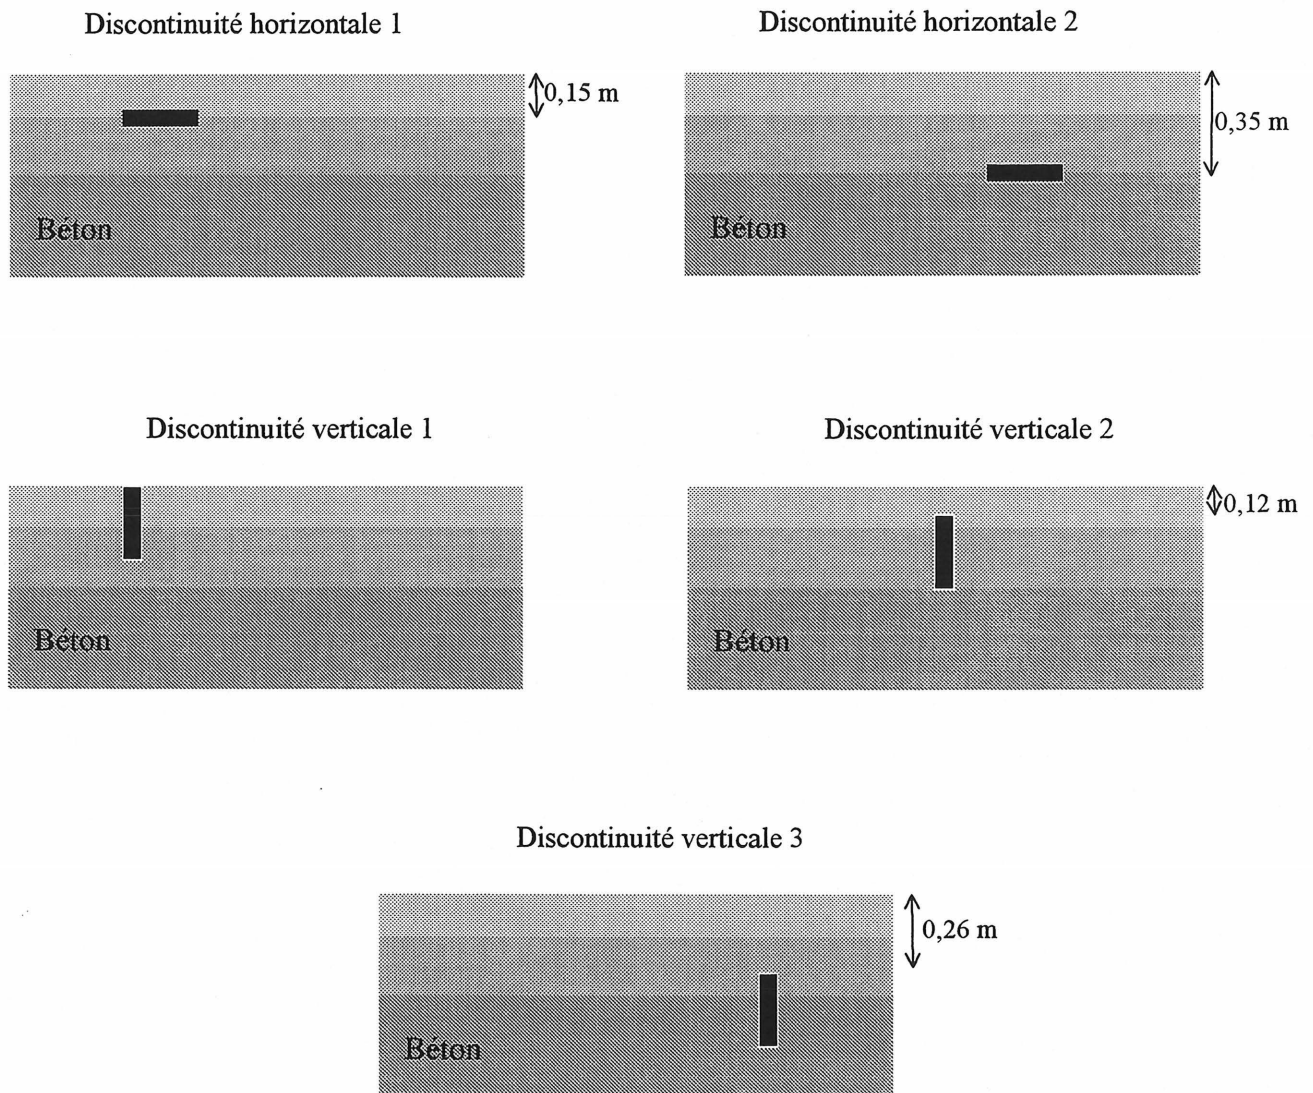 Discontinuité horizontale 1
Discontinuité horizontale 2
0,15 m
0,35 m
Béton
Béton
Discontinuité verticale 1
Discontinuité verticale 2
0,12 m
Béton
Béton
Discontinuité verticale 3
0,26 m
Béton